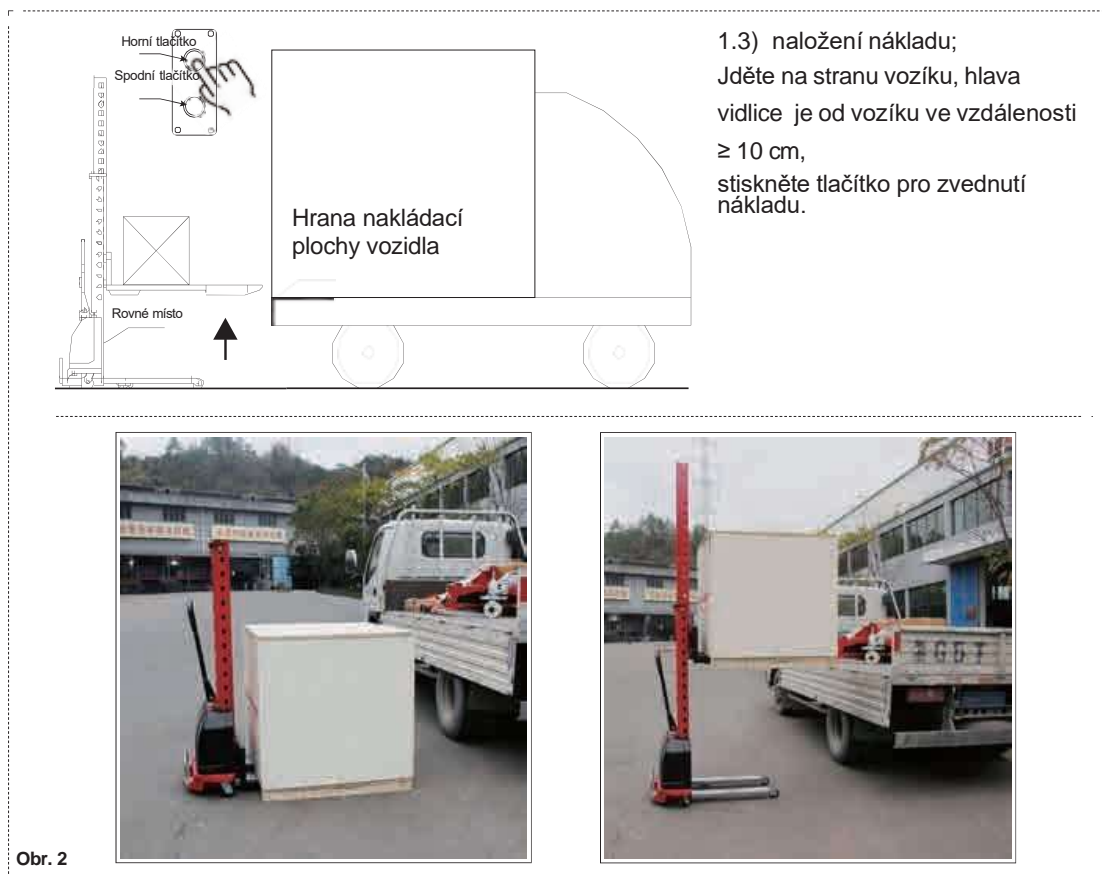 Horní tlačítko
Spodní tlačítko
Hrana nakládací
plochy vozidla
Rovné místo
1.3) naložení nákladu;
Jděte na stranu vozíku, hlava
vidlice je od vozíku ve vzdálenosti
≥ 10 cm,
stiskněte tlačítko pro zvednutí
nákladu.
Obr. 2